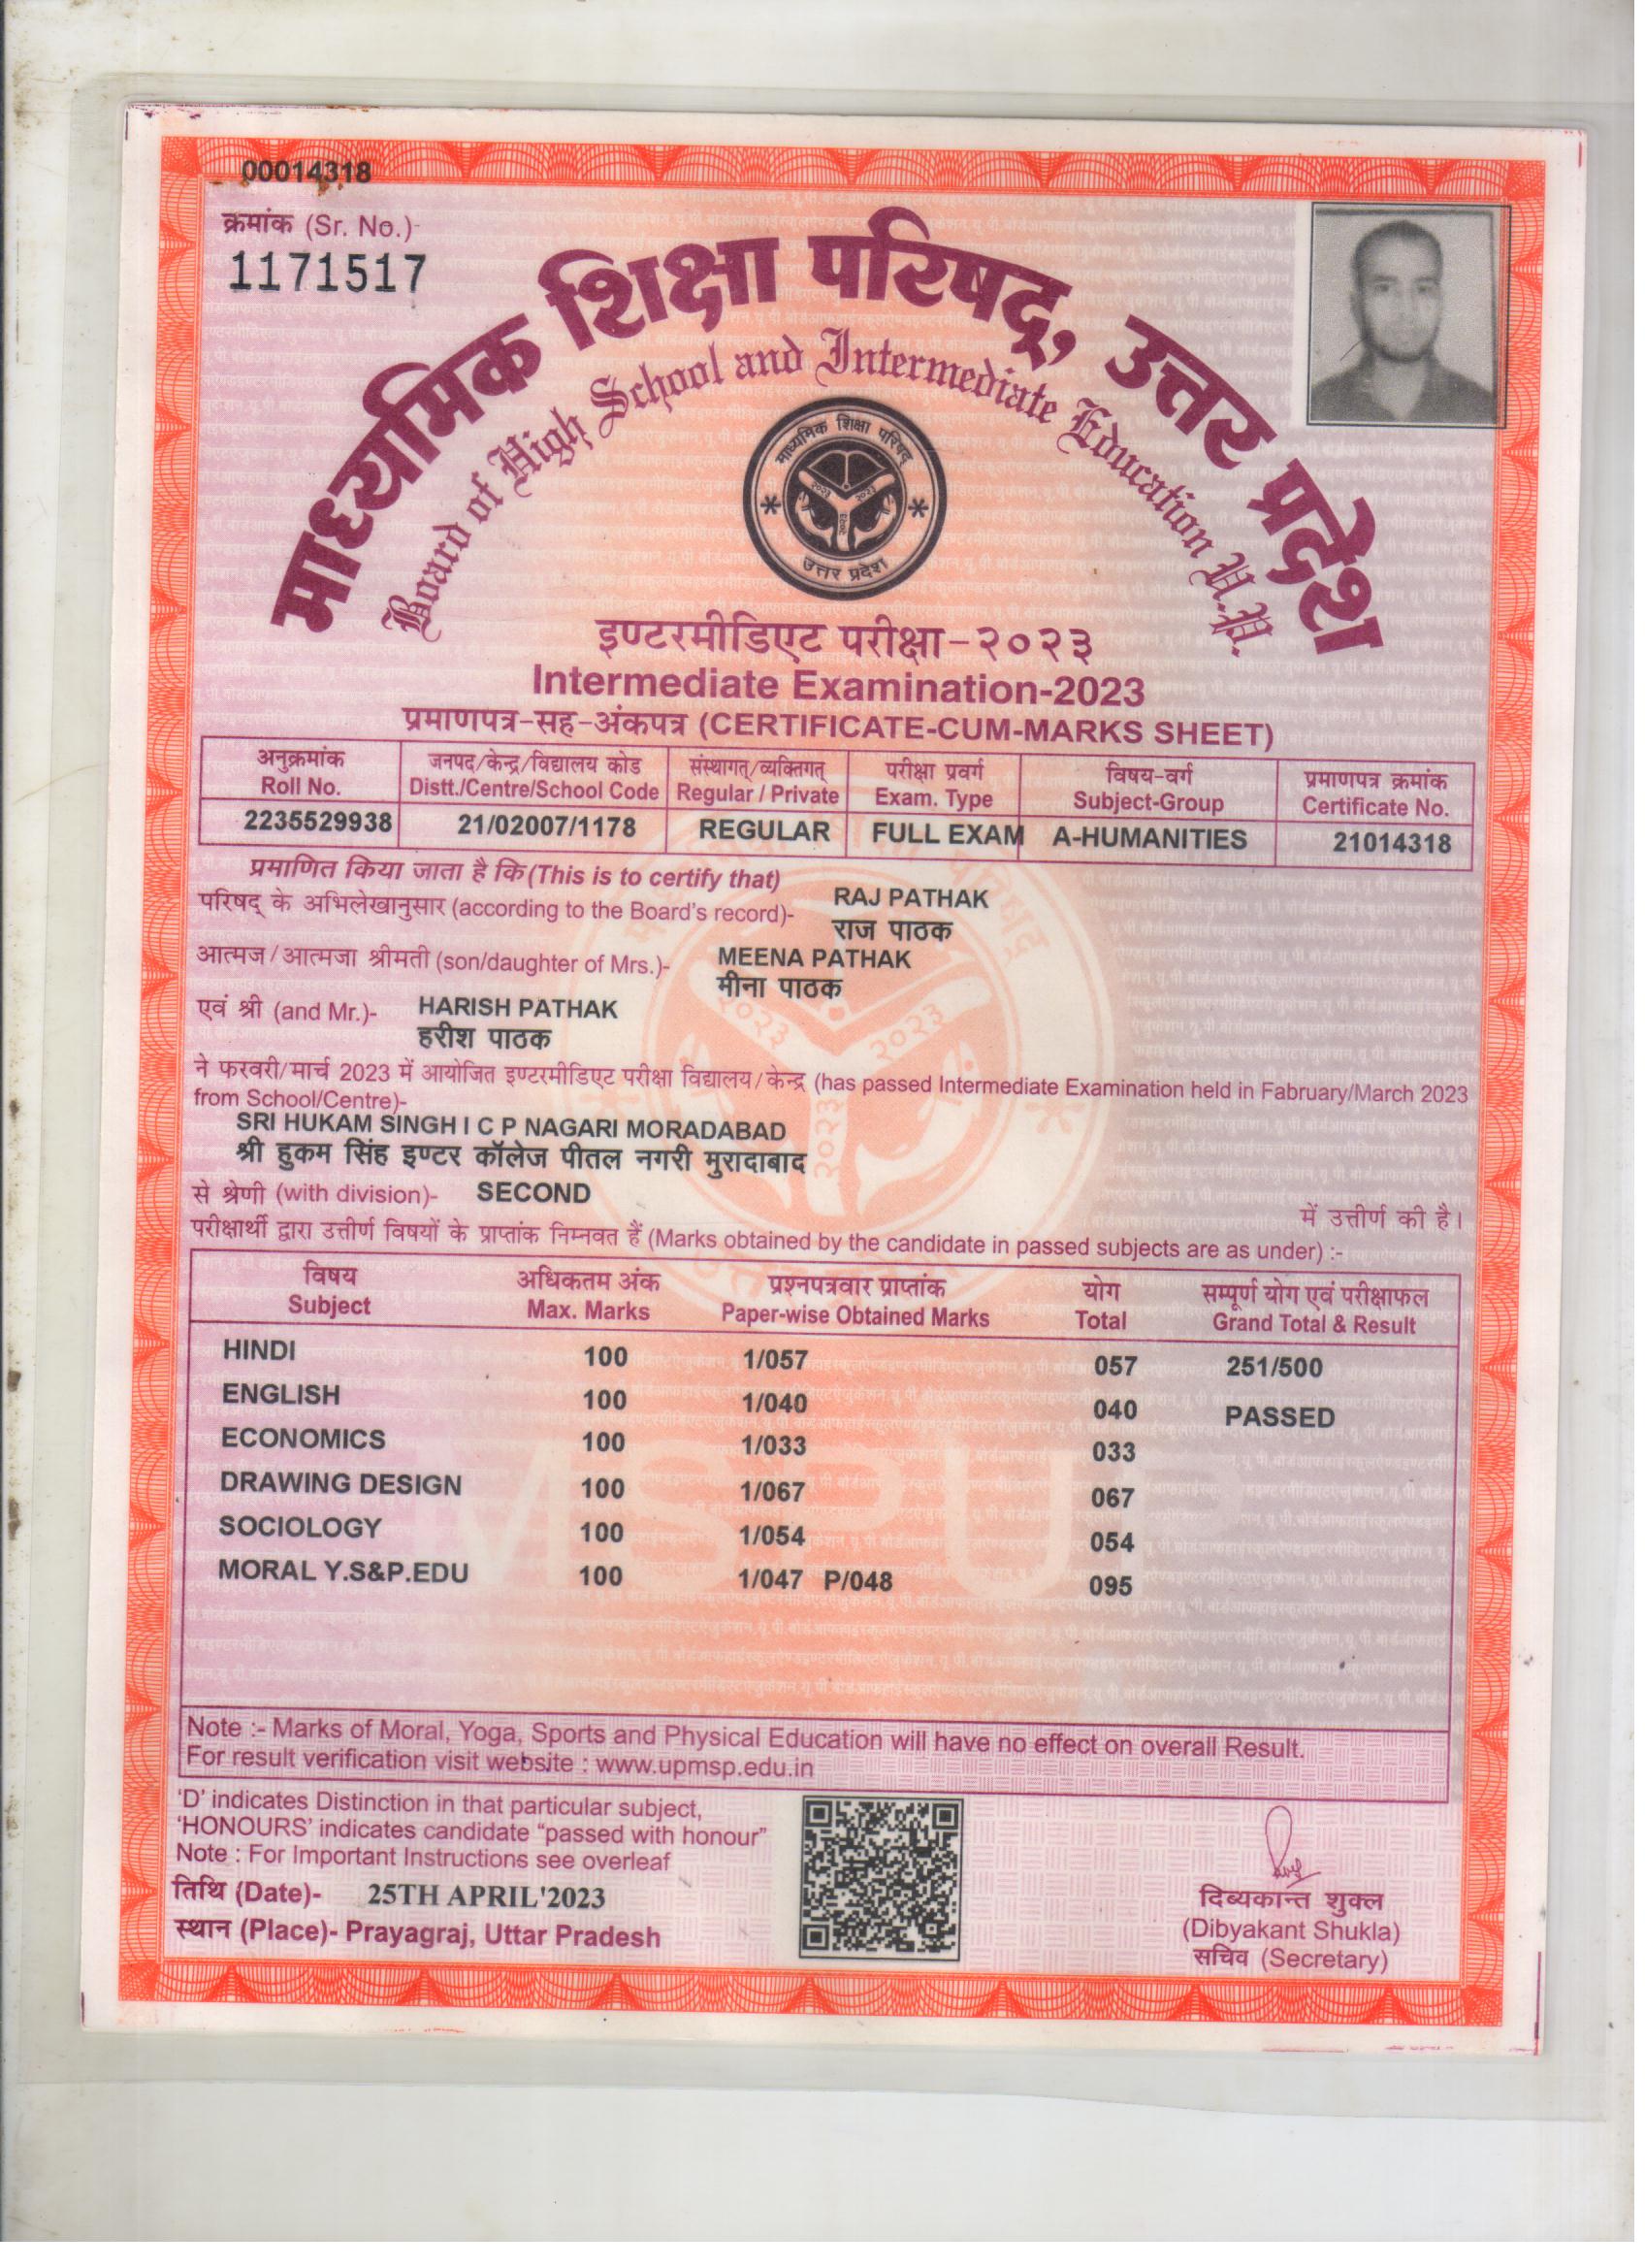 00014318
क्रमांक (Sr. No.)-
1171517
माध्यमिक शिक्षा परिषद्, उत्तर प्रदेश
Board of High School and Intermediate Education U.P.
माध्यमिक शिक्षा परिषद्
२०२३ २०२३
२०२३
उत्तर प्रदेश
इण्टरमीडिएट परीक्षा-२०२३
Intermediate Examination-2023
प्रमाणपत्र-सह-अंकपत्र (CERTIFICATE-CUM-MARKS SHEET)
अनुक्रमांक जनपद/केन्द्र/विद्यालय कोड संस्थागत्/व्यक्तिगत् परीक्षा प्रवर्ग विषय-वर्ग प्रमाणपत्र क्रमांक
Roll No. Distt./Centre/School Code Regular / Private Exam. Type Subject-Group Certificate No.
2235529938 21/02007/1178 REGULAR FULL EXAM A-HUMANITIES 21014318
प्रमाणित किया जाता है कि (This is to certify that)
परिषद् के अभिलेखानुसार (according to the Board's record)- RAJ PATHAK
राज पाठक
आत्मज/आत्मजा श्रीमती (son/daughter of Mrs.)- MEENA PATHAK
मीना पाठक
एवं श्री (and Mr.)- HARISH PATHAK
हरीश पाठक
ने फरवरी/मार्च 2023 में आयोजित इण्टरमीडिएट परीक्षा विद्यालय/केन्द्र (has passed Intermediate Examination held in Fabruary/March 2023
from School/Centre)-
SRI HUKAM SINGH I C P NAGARI MORADABAD
श्री हुकम सिंह इण्टर कॉलेज पीतल नगरी मुरादाबाद
से श्रेणी (with division)- SECOND
में उत्तीर्ण की है।
परीक्षार्थी द्वारा उत्तीर्ण विषयों के प्राप्तांक निम्नवत हैं (Marks obtained by the candidate in passed subjects are as under) :-
विषय अधिकतम अंक प्रश्नपत्रवार प्राप्तांक योग सम्पूर्ण योग एवं परीक्षाफल
Subject Max. Marks Paper-wise Obtained Marks Total Grand Total & Result
HINDI 100 1/057 057 251/500
ENGLISH 100 1/040 040 PASSED
ECONOMICS 100 1/033 033
DRAWING DESIGN 100 1/067 067
SOCIOLOGY 100 1/054 054
MORAL Y.S&P.EDU 100 1/047 P/048 095
Note :- Marks of Moral, Yoga, Sports and Physical Education will have no effect on overall Result.
For result verification visit website : www.upmsp.edu.in
'D' indicates Distinction in that particular subject,
'HONOURS' indicates candidate "passed with honour"
Note : For Important Instructions see overleaf
तिथि (Date)- 25TH APRIL'2023
स्थान (Place)- Prayagraj, Uttar Pradesh
दिब्यकान्त शुक्ल
(Dibyakant Shukla)
सचिव (Secretary)